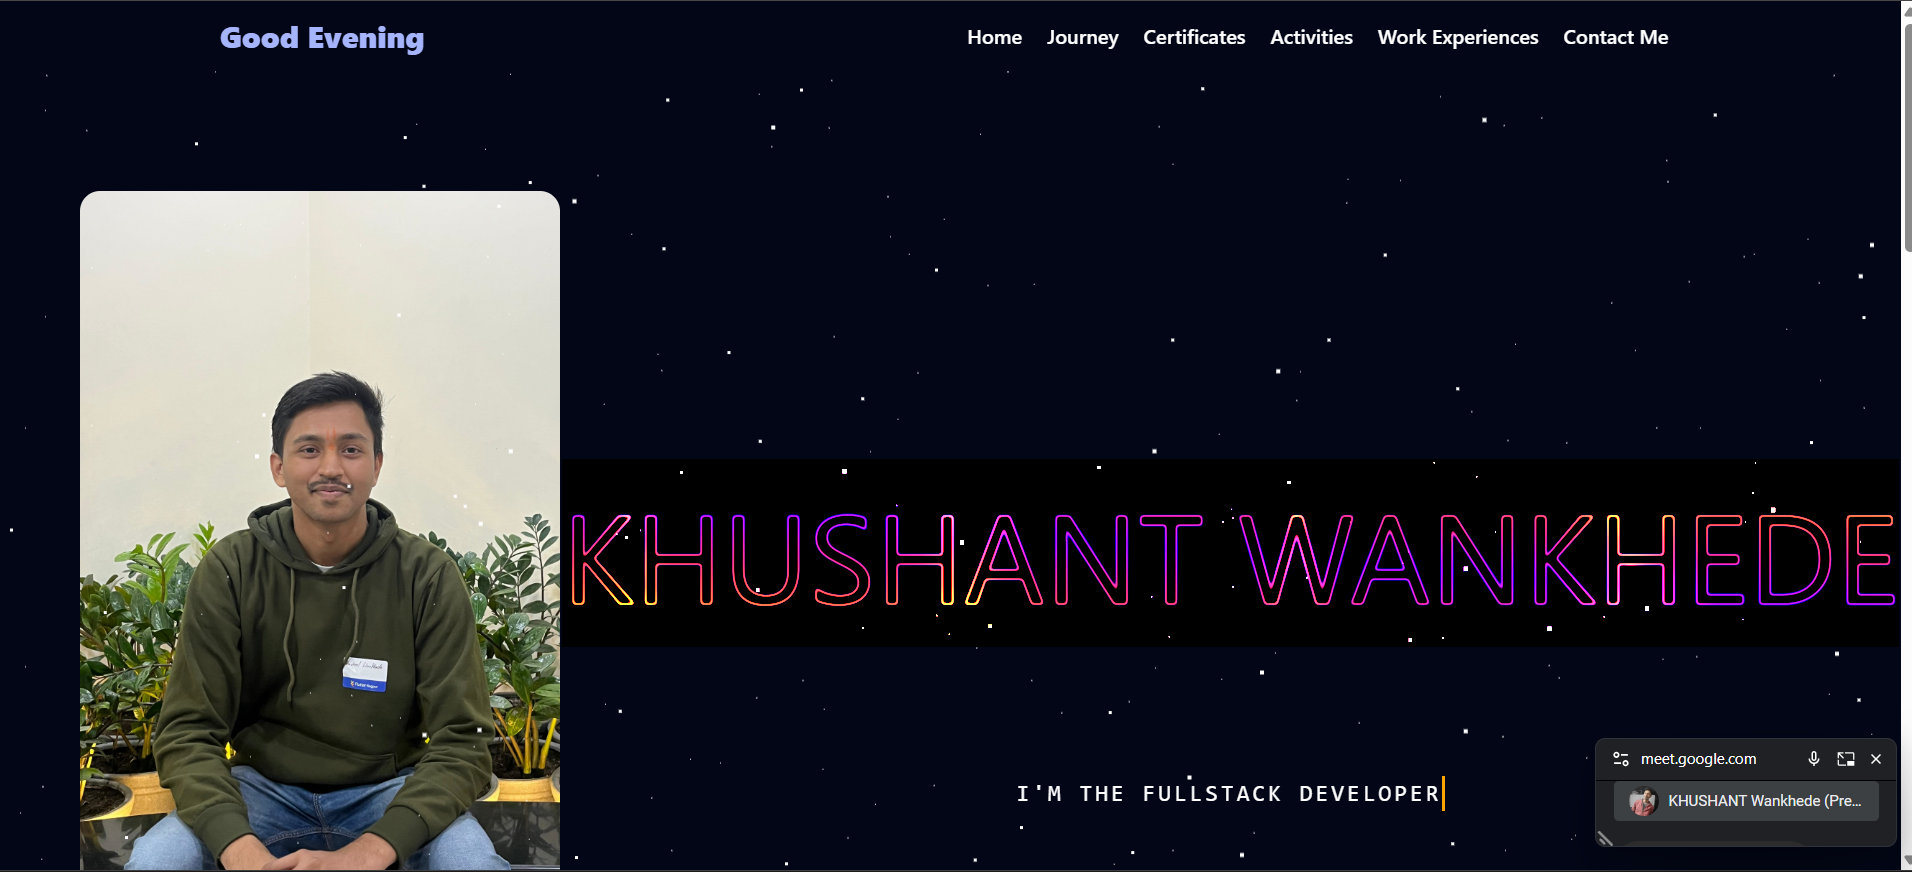 Good Evening
Home Journey Certificates Activities Work Experiences Contact Me
KHUSHANT WANKHEDE
I'M THE FULLSTACK DEVELOPER
meet.google.com
KHUSHANT Wankhede (Pre...